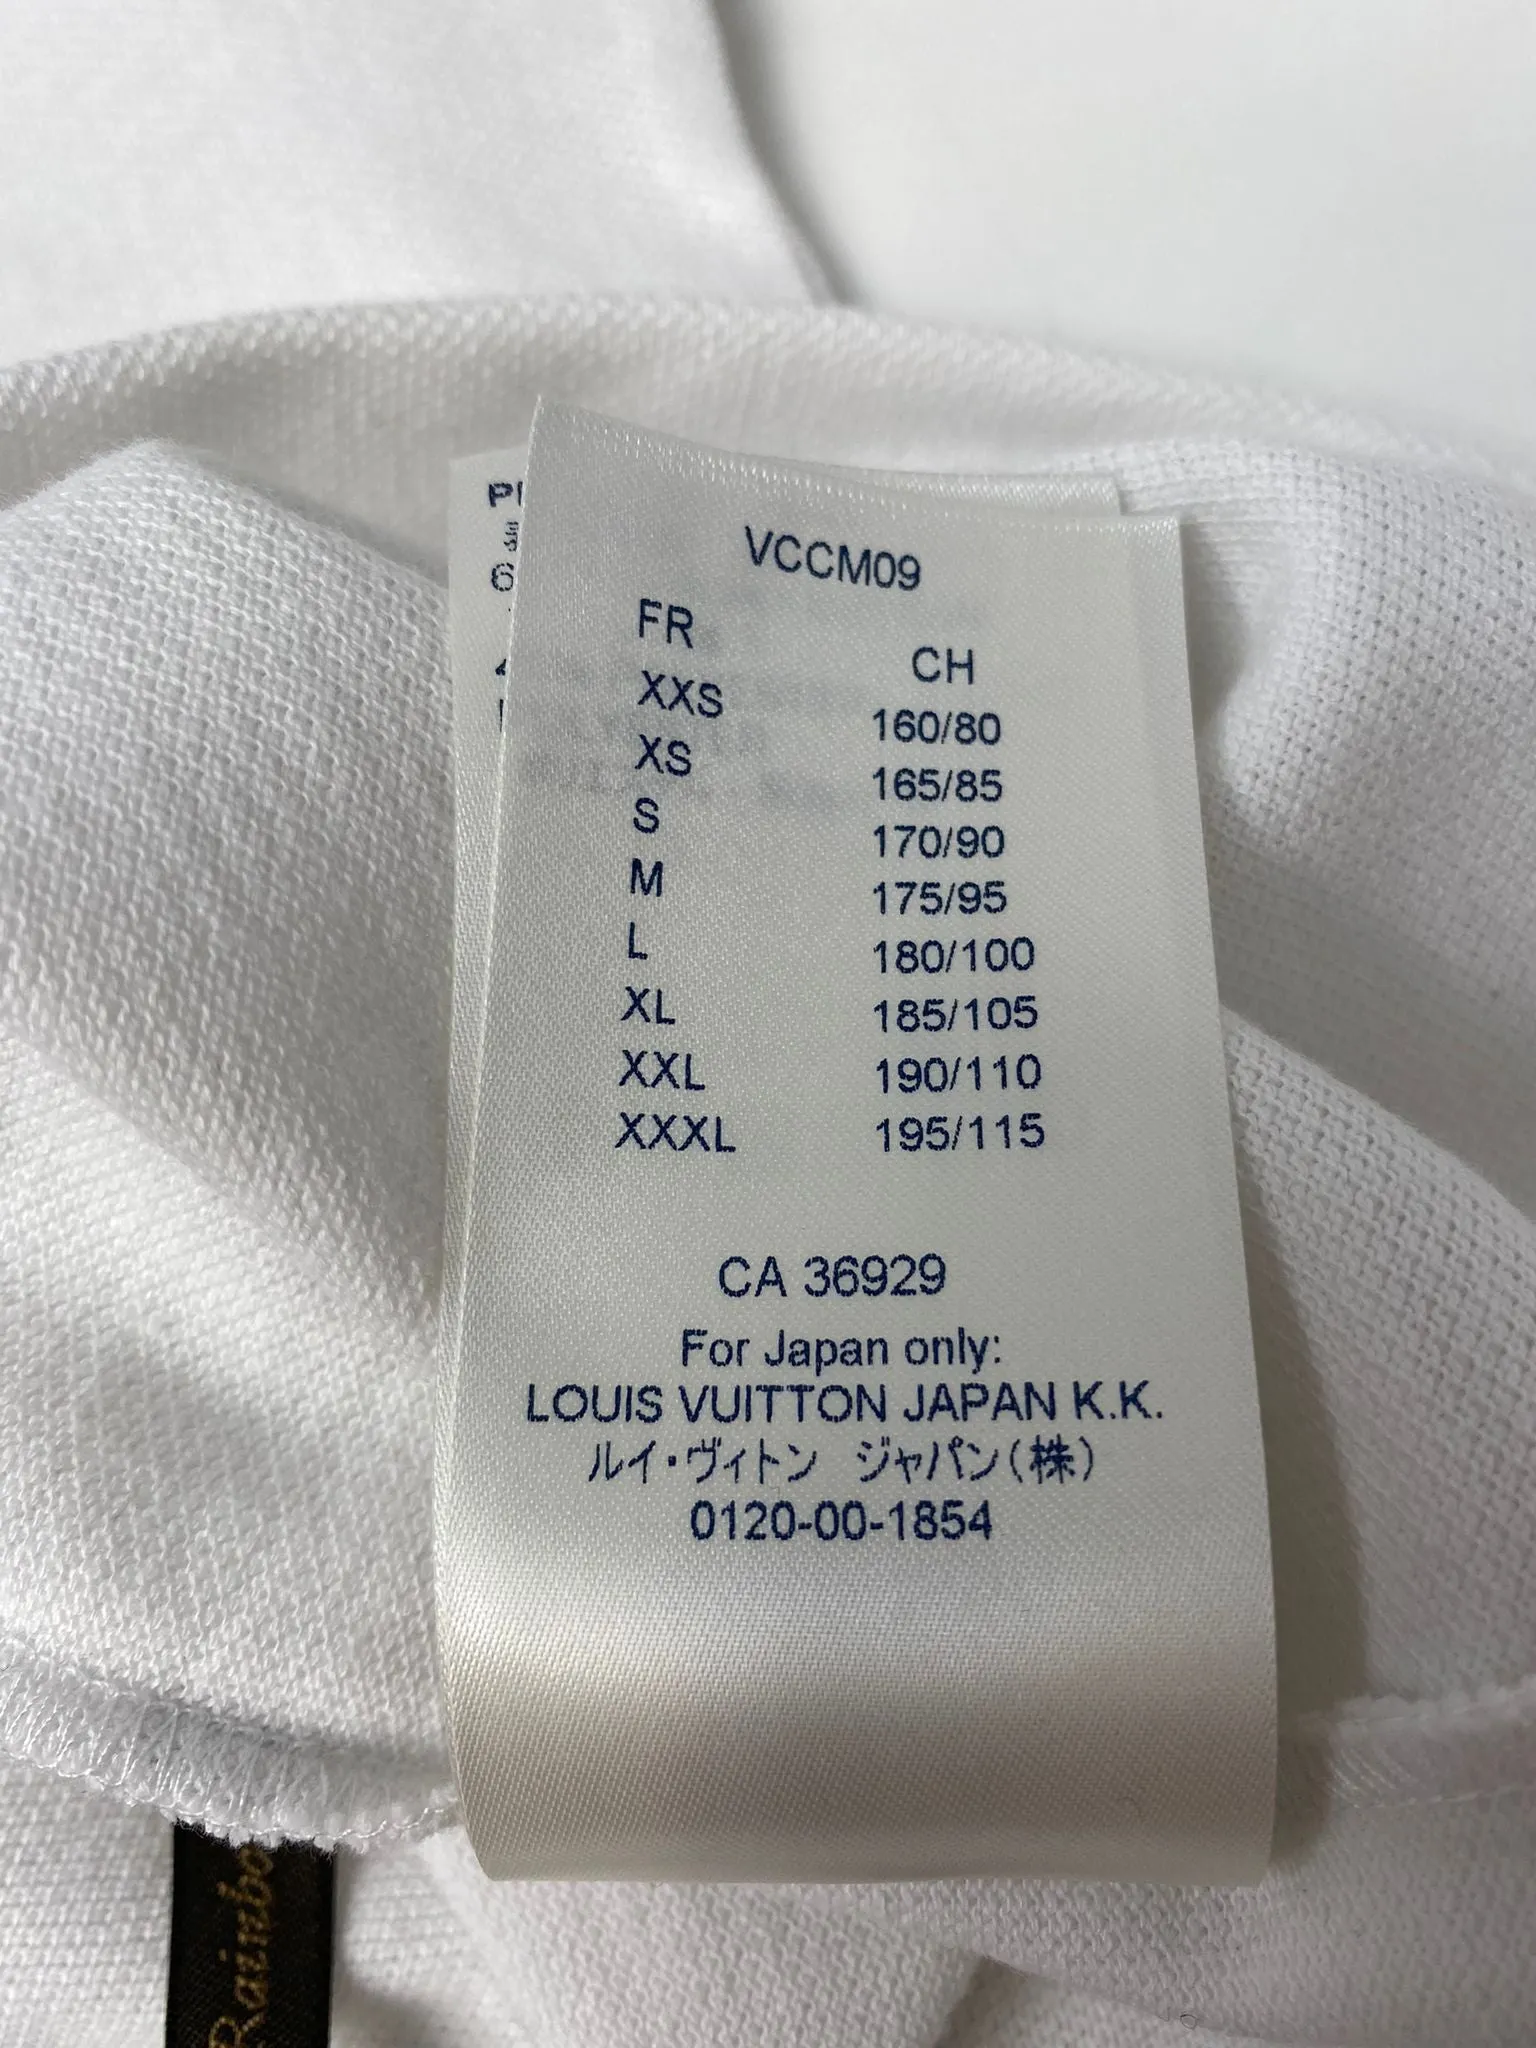 VCCM09
FR CH
XXS 160/80
XS 165/85
S 170/90
M 175/95
L 180/100
XL 185/105
XXL 190/110
XXXL 195/115
CA 36929
For Japan only:
LOUIS VUITTON JAPAN K.K.
ルイ・ヴィトン ジャパン(株)
0120-00-1854
Rainbo